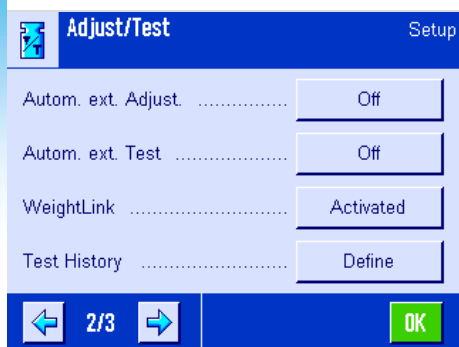 Adjust/Test Setup
Autom. ext. Adjust. ................ Off
Autom. ext. Test .................... Off
WeightLink ............................ Activated
Test History .......................... Define
2/3 OK